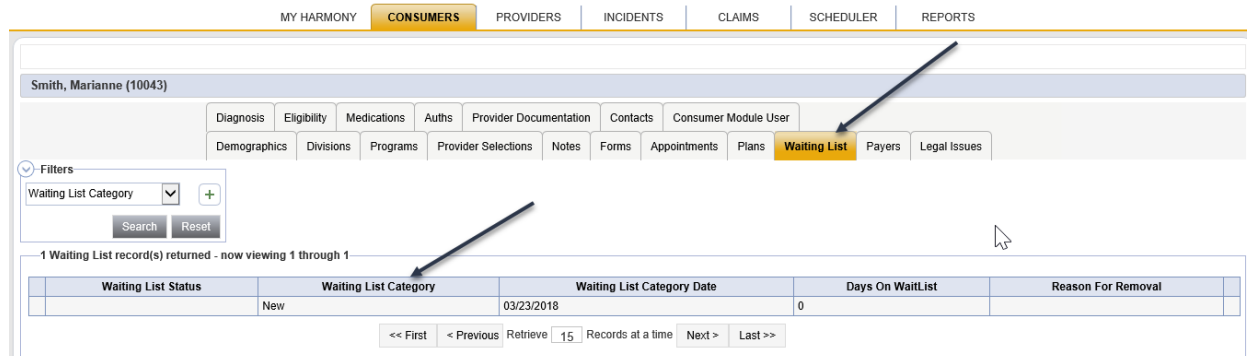 MY HARMONY CONSUMERS PROVIDERS INCIDENTS CLAIMS SCHEDULER REPORTS
Smith, Marianne (10043)
Diagnosis Eligibility Medications Auths Provider Documentation Contacts Consumer Module User
Demographics Divisions Programs Provider Selections Notes Forms Appointments Plans Waiting List Payers Legal Issues
Filters
Waiting List Category +
Search Reset
1 Waiting List record(s) returned - now viewing 1 through 1
Waiting List Status Waiting List Category Waiting List Category Date Days On WaitList Reason For Removal
New 03/23/2018 0
<< First < Previous Retrieve 15 Records at a time Next > Last >>